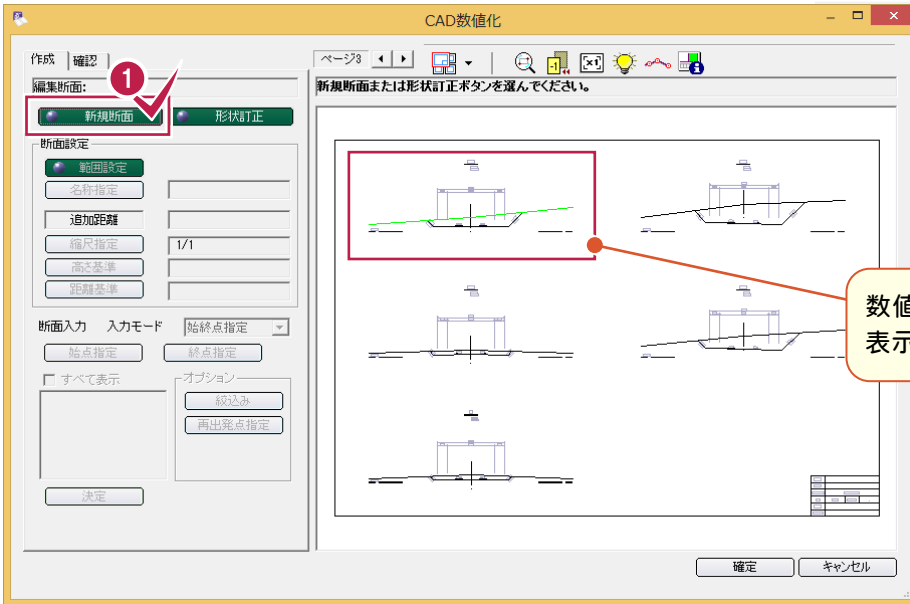 CAD数値化
作成
確認
編集断面:
1
新規断面
形状訂正
断面設定
範囲設定
名称指定
追加距離
縮尺指定
1/1
高さ基準
距離基準
断面入力
入力モード
始終点指定
始点指定
終点指定
すべて表示
オプション
絞込み
再出発点指定
決定
ページ3
新規断面または形状訂正ボタンを選んでください。
数値
表示
確定
キャンセル